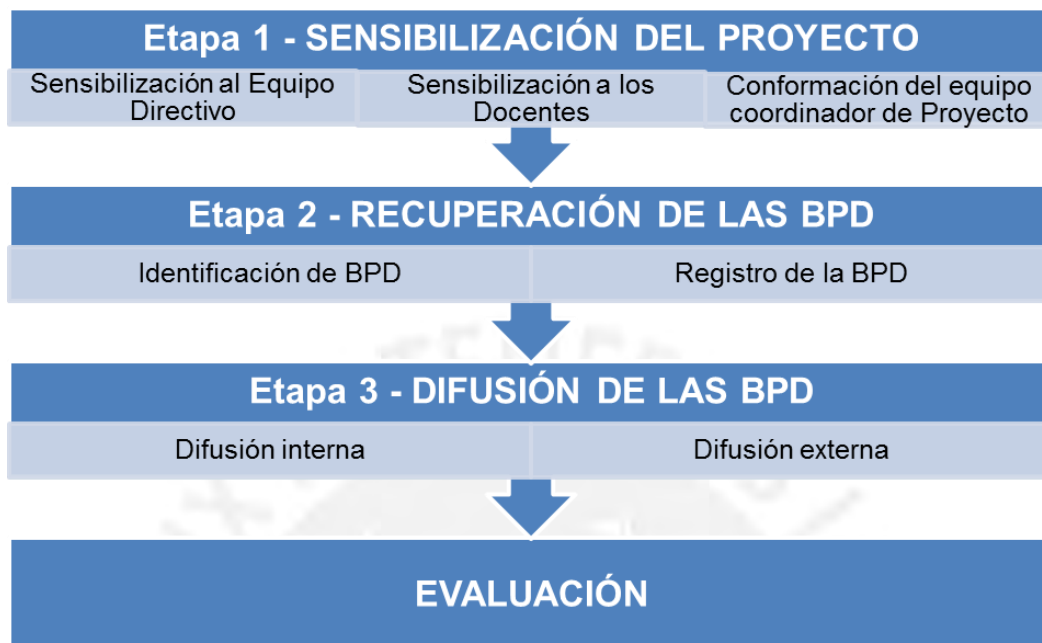 Etapa 1 - SENSIBILIZACIÓN DEL PROYECTO
Sensibilización al Equipo
Directivo
Sensibilización a los
Docentes
Conformación del equipo
coordinador de Proyecto
Etapa 2 - RECUPERACIÓN DE LAS BPD
Identificación de BPD
Registro de la BPD
Etapa 3 - DIFUSIÓN DE LAS BPD
Difusión interna
Difusión externa
EVALUACIÓN